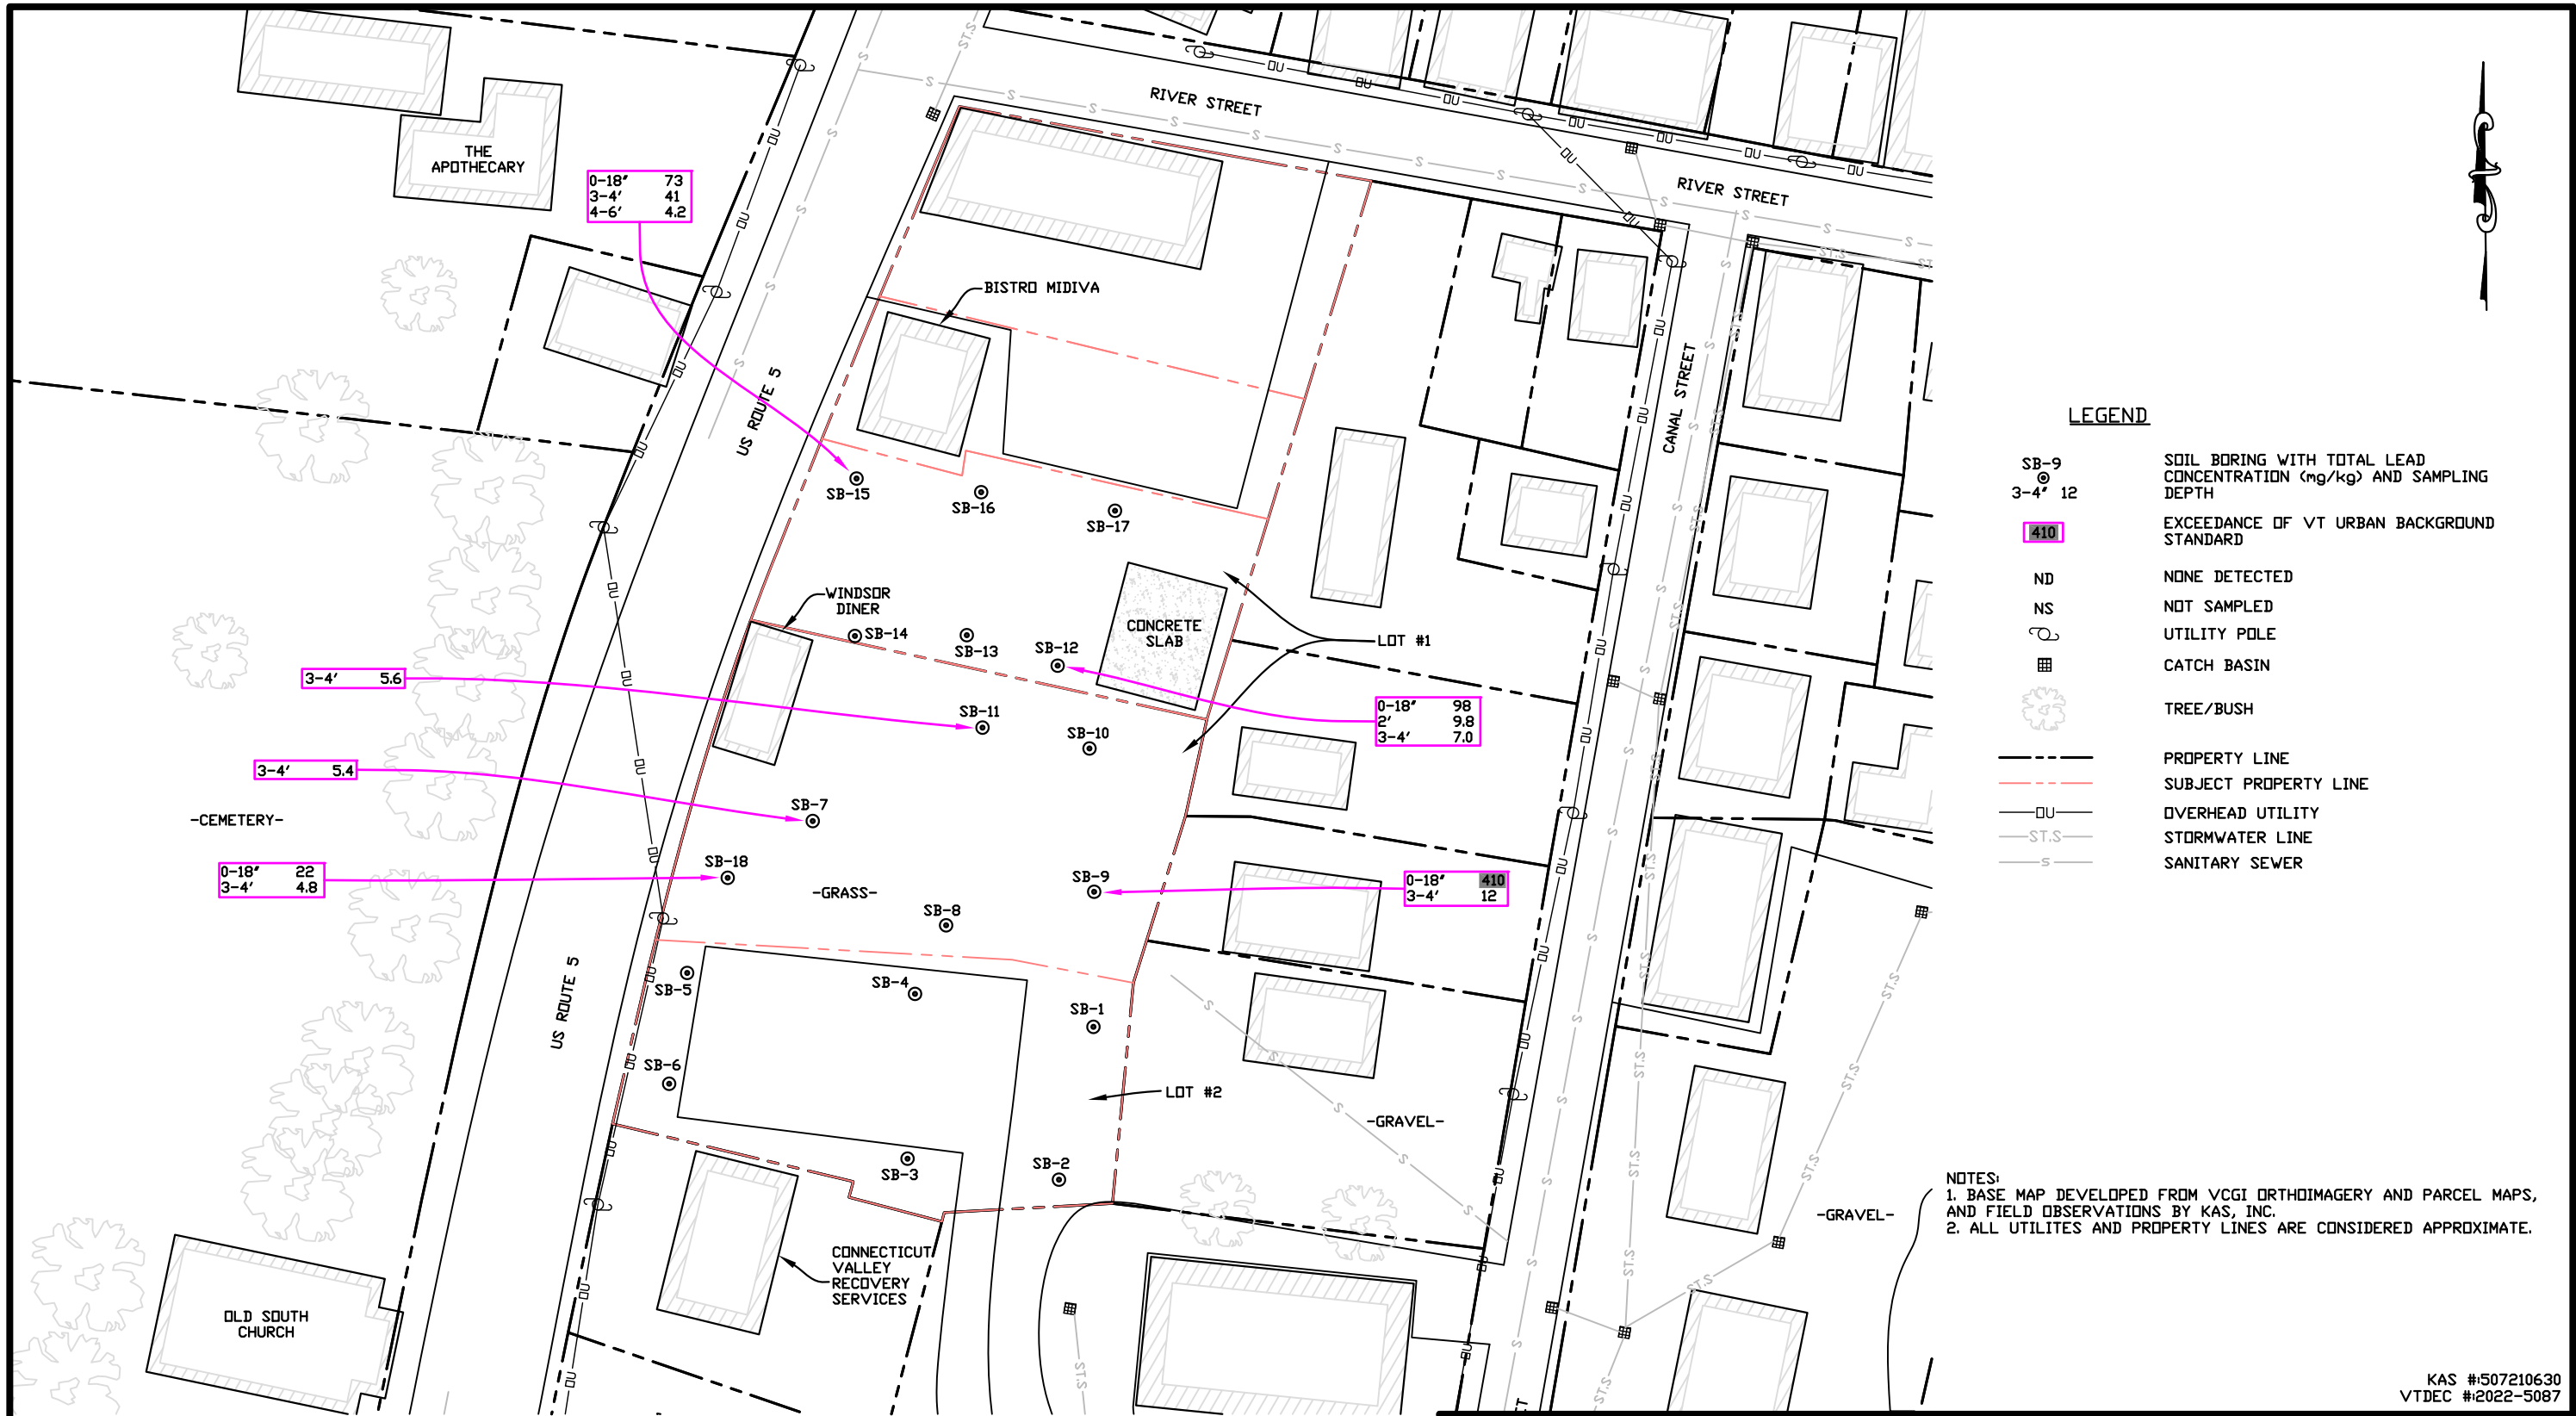 RIVER STREET
RIVER STREET
THE
APOTHECARY
0-18" 73
3-4' 41
4-6' 4.2
BISTRO MIDIVA
US ROUTE 5
CANAL STREET
SB-15
SB-16
SB-17
WINDSOR
DINER
SB-14
SB-13
SB-12
CONCRETE
SLAB
LOT #1
3-4' 5.6
SB-11
SB-10
0-18" 98
2' 9.8
3-4' 7.0
3-4' 5.4
SB-7
-CEMETERY-
0-18" 22
3-4' 4.8
SB-18
-GRASS-
SB-9
0-18" 410
3-4' 12
SB-8
US ROUTE 5
SB-5
SB-4
SB-1
SB-6
LOT #2
-GRAVEL-
SB-3
SB-2
-GRAVEL-
CONNECTICUT
VALLEY
RECOVERY
SERVICES
OLD SOUTH
CHURCH
LEGEND
SB-9
3-4" 12
SOIL BORING WITH TOTAL LEAD
CONCENTRATION (mg/kg) AND SAMPLING
DEPTH
410
EXCEEDANCE OF VT URBAN BACKGROUND
STANDARD
ND NONE DETECTED
NS NOT SAMPLED
UTILITY POLE
CATCH BASIN
TREE/BUSH
PROPERTY LINE
SUBJECT PROPERTY LINE
OU OVERHEAD UTILITY
ST.S STORMWATER LINE
S SANITARY SEWER
NOTES:
1. BASE MAP DEVELOPED FROM VCGI ORTHOIMAGERY AND PARCEL MAPS,
AND FIELD OBSERVATIONS BY KAS, INC.
2. ALL UTILITES AND PROPERTY LINES ARE CONSIDERED APPROXIMATE.
KAS #:507210630
VTDEC #:2022-5087